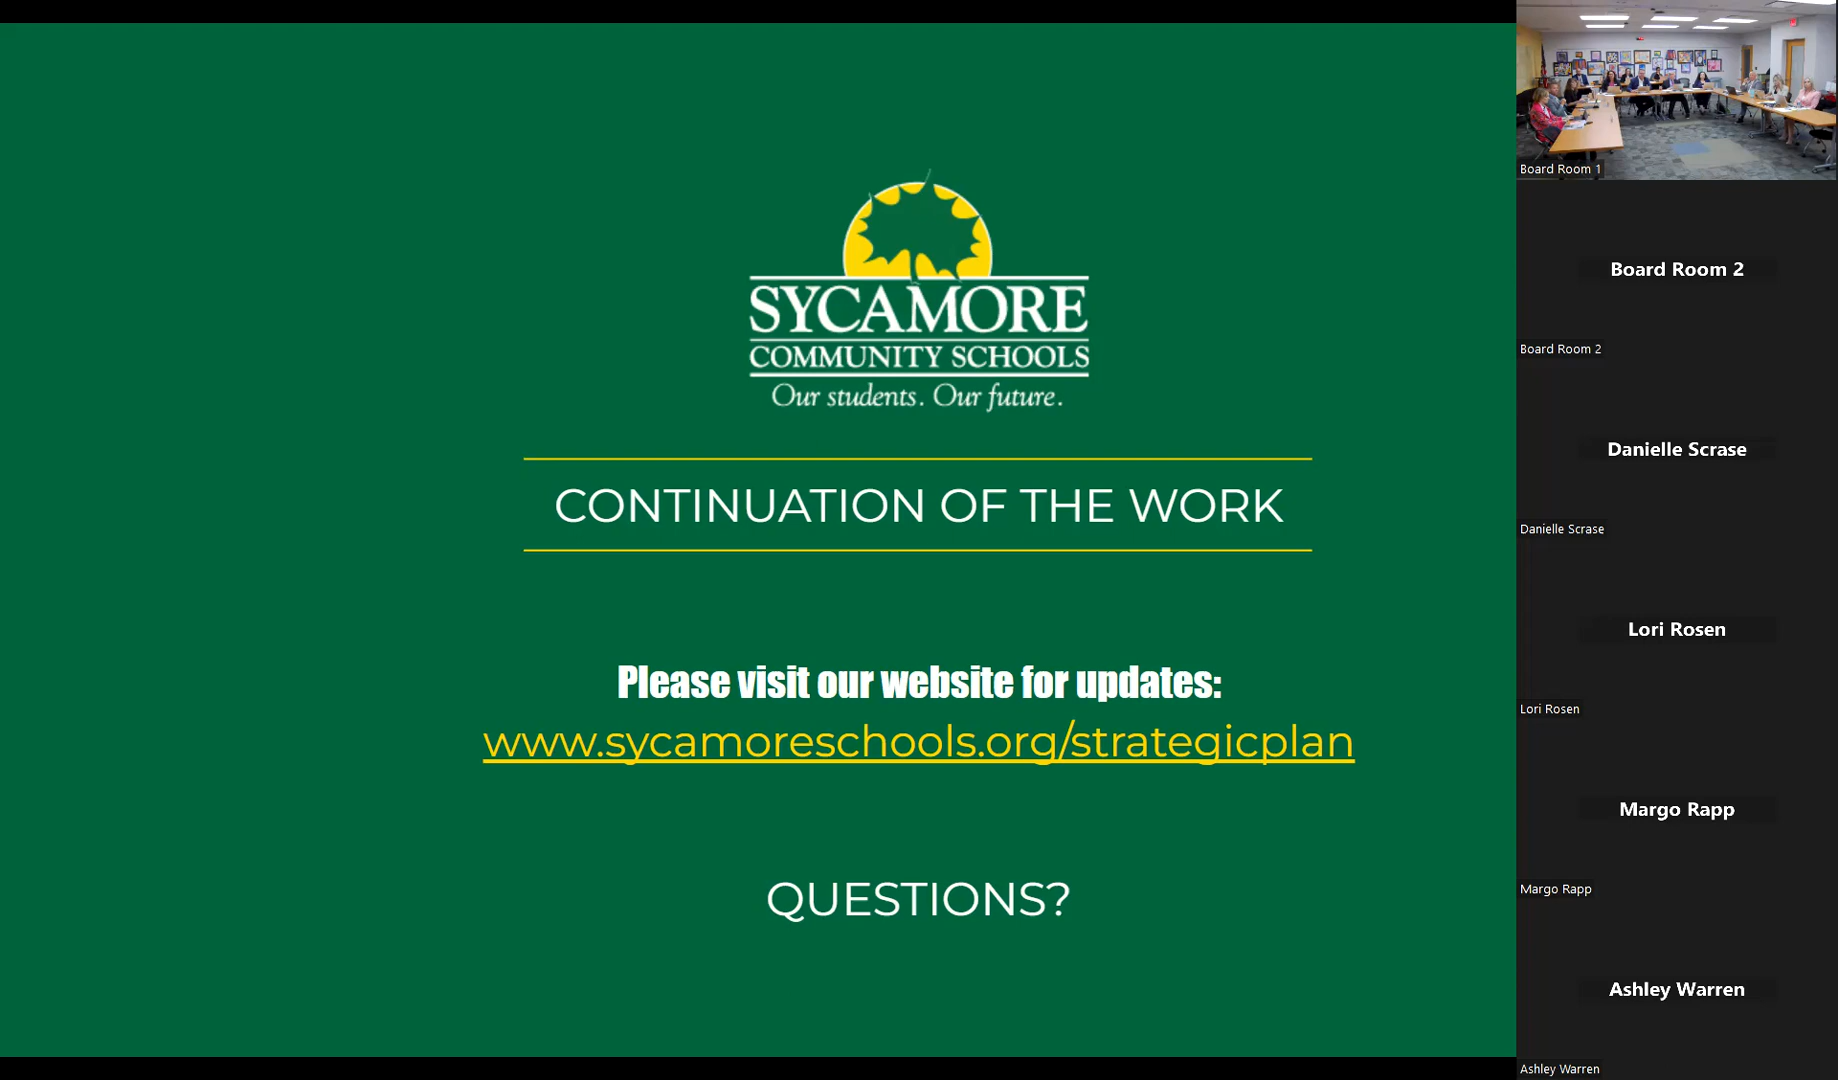 SYCAMORE
COMMUNITY SCHOOLS
Our students. Our future.
CONTINUATION OF THE WORK
Please visit our website for updates:
www.sycamoreschools.org/strategicplan
QUESTIONS?
Board Room 1
Board Room 2
Board Room 2
Danielle Scrase
Danielle Scrase
Lori Rosen
Lori Rosen
Margo Rapp
Margo Rapp
Ashley Warren
Ashley Warren